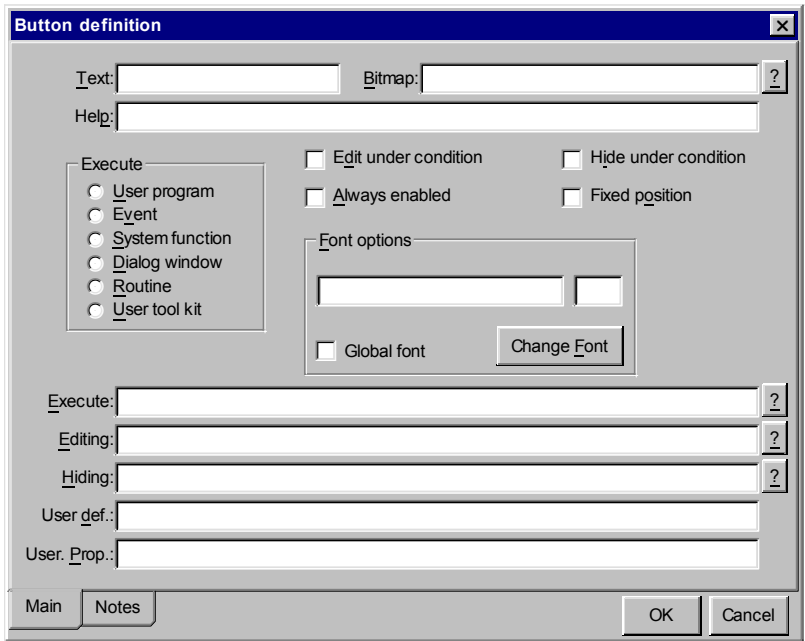 Button definition
Text: Bitmap: ?
Help:
Execute
User program
Event
System function
Dialog window
Routine
User tool kit
Edit under condition Hide under condition
Always enabled Fixed position
Font options
Global font Change Font
Execute: ?
Editing: ?
Hiding: ?
User def.:
User. Prop.:
Main Notes
OK Cancel